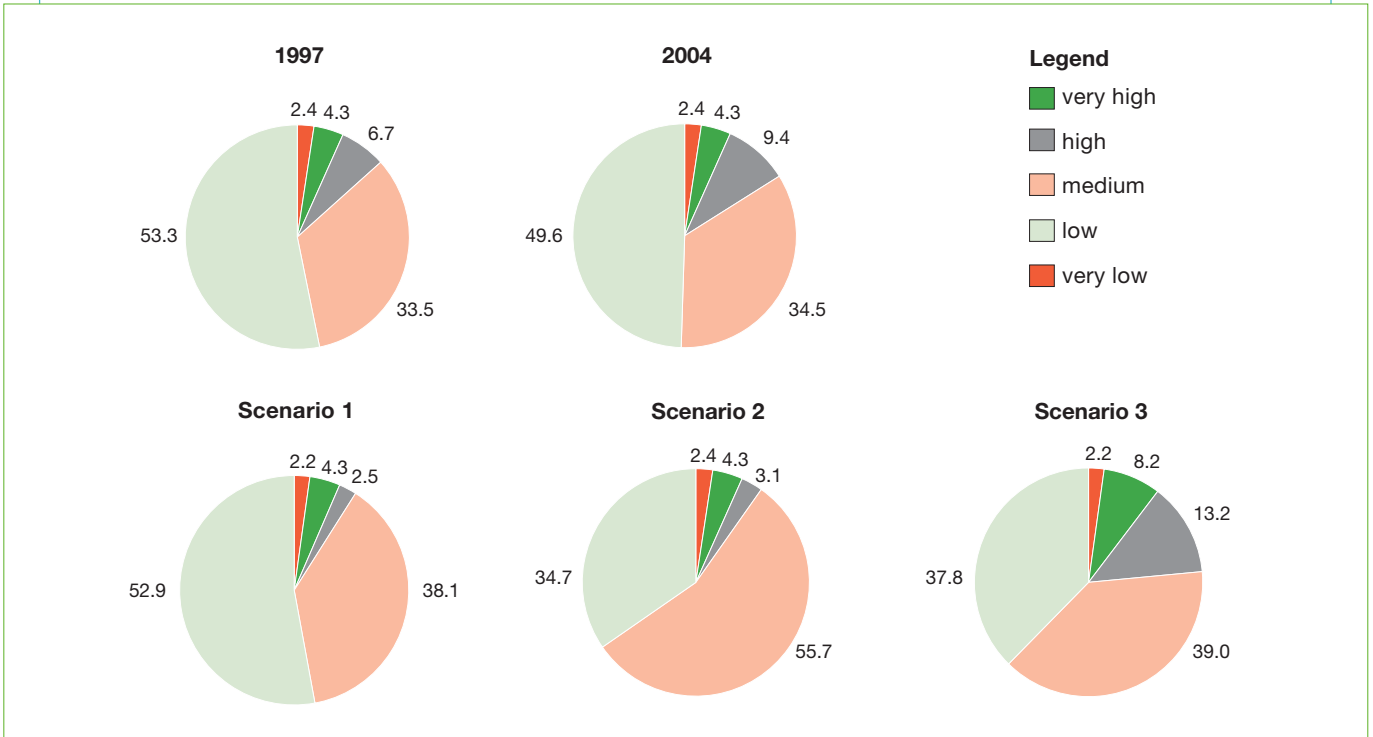 1997
2.4 4.3
6.7
53.3
33.5
2004
2.4 4.3
9.4
49.6
34.5
Legend
very high
high
medium
low
very low
Scenario 1
2.2 4.3 2.5
52.9
38.1
Scenario 2
2.4 4.3 3.1
34.7
55.7
Scenario 3
2.2 8.2
13.2
37.8
39.0